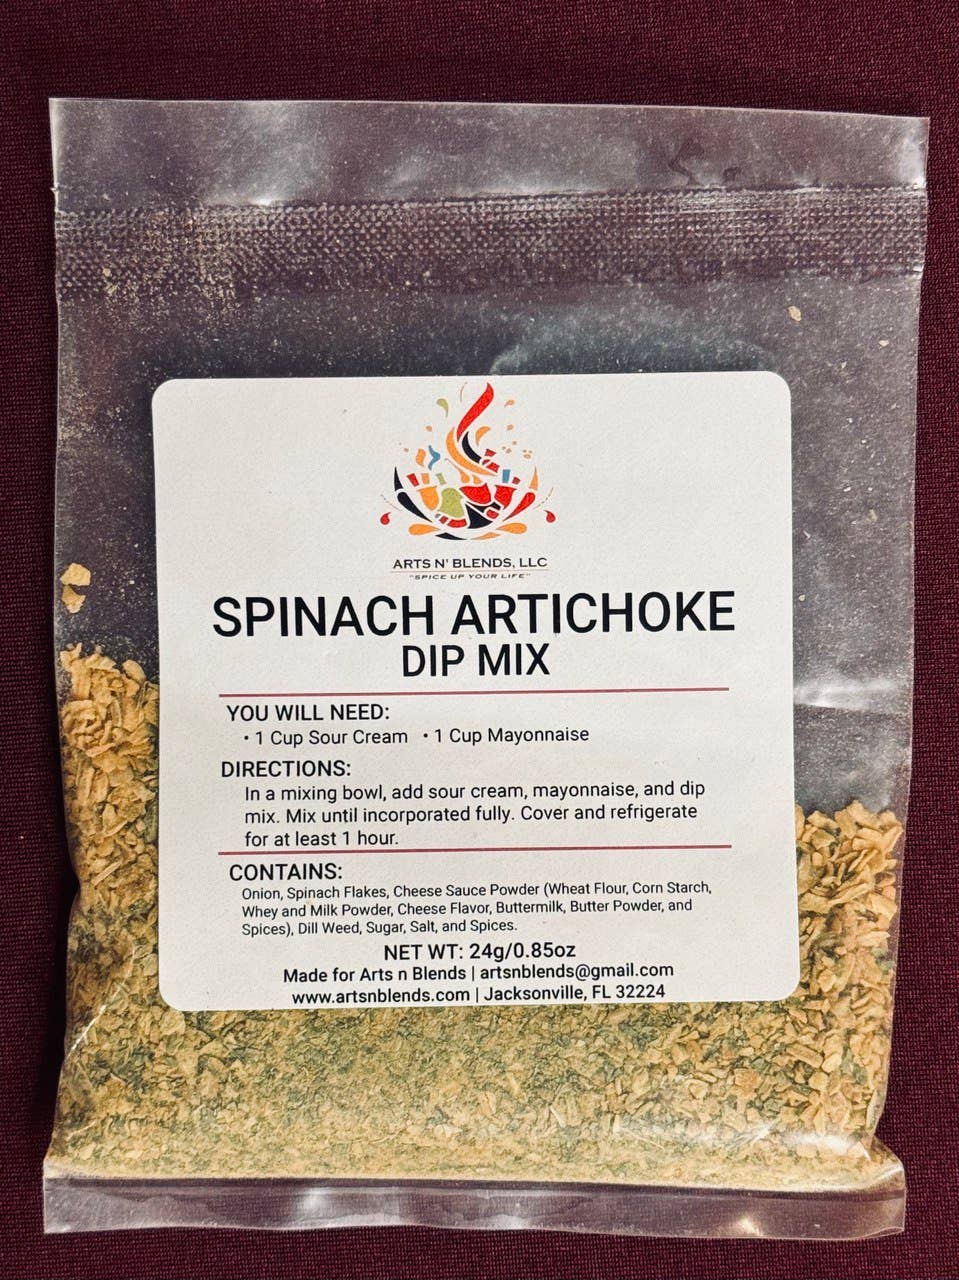 ARTS N' BLENDS, LLC
"SPICE UP YOUR LIFE"
SPINACH ARTICHOKE
DIP MIX
YOU WILL NEED:
• 1 Cup Sour Cream • 1 Cup Mayonnaise
DIRECTIONS:
In a mixing bowl, add sour cream, mayonnaise, and dip
mix. Mix until incorporated fully. Cover and refrigerate
for at least 1 hour.
CONTAINS:
Onion, Spinach Flakes, Cheese Sauce Powder (Wheat Flour, Corn Starch,
Whey and Milk Powder, Cheese Flavor, Buttermilk, Butter Powder, and
Spices), Dill Weed, Sugar, Salt, and Spices.
NET WT: 24g/0.85oz
Made for Arts n Blends | artsnblends@gmail.com
www.artsnblends.com | Jacksonville, FL 32224